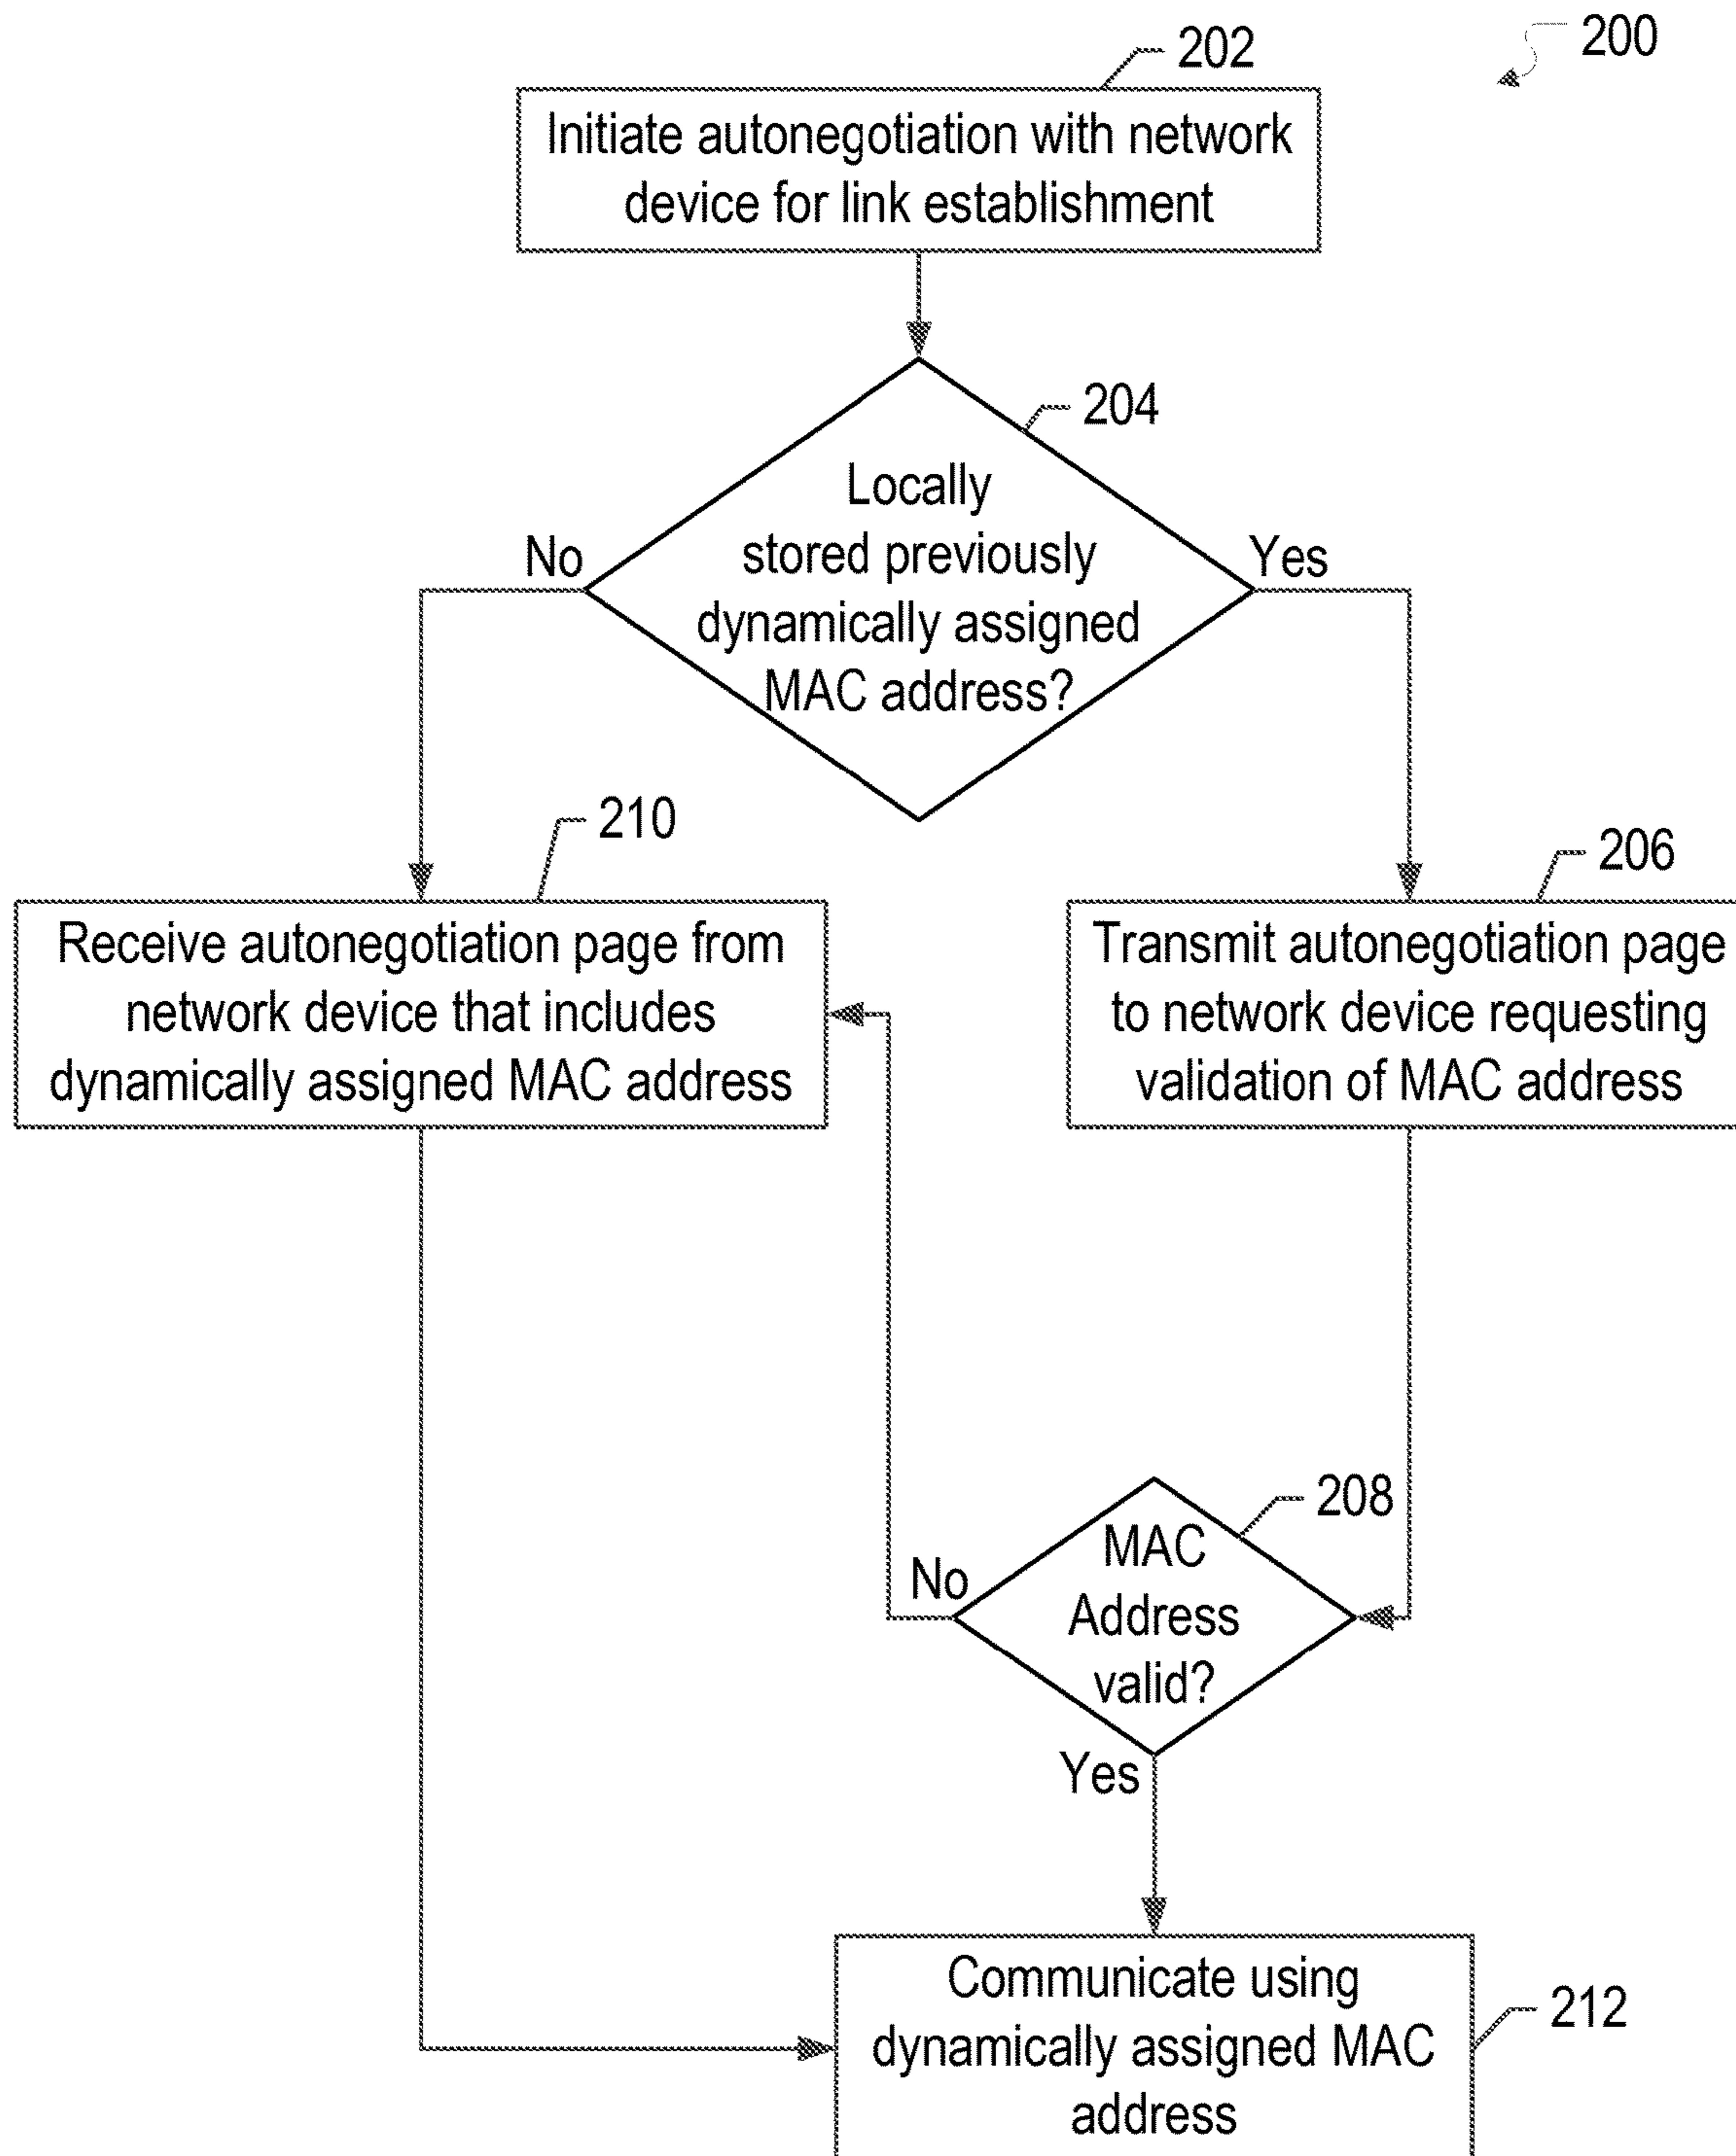 200
202
Initiate autonegotiation with network
device for link establishment
204
Locally
stored previously
dynamically assigned
MAC address?
No
Yes
210
Receive autonegotiation page from
network device that includes
dynamically assigned MAC address
206
Transmit autonegotiation page
to network device requesting
validation of MAC address
208
MAC
Address
valid?
No
Yes
Communicate using
dynamically assigned MAC
address
212